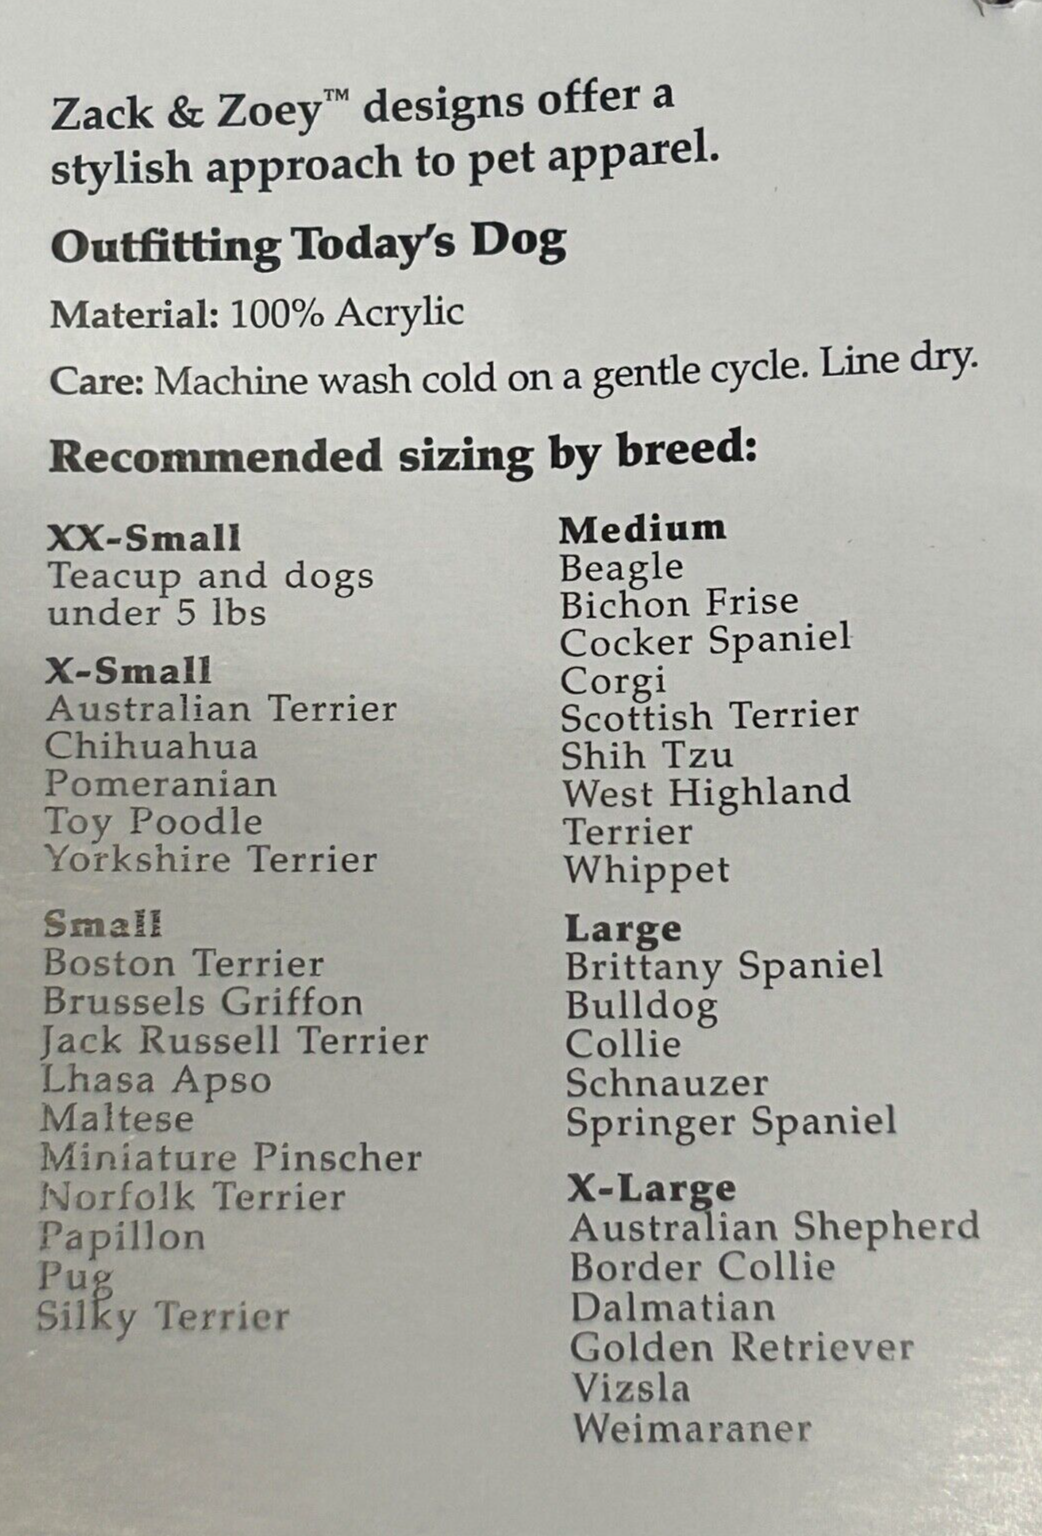 Zack & Zoey™ designs offer a
stylish approach to pet apparel.
Outfitting Today's Dog
Material: 100% Acrylic
Care: Machine wash cold on a gentle cycle. Line dry.
Recommended sizing by breed:
XX-Small
Teacup and dogs
under 5 lbs
X-Small
Australian Terrier
Chihuahua
Pomeranian
Toy Poodle
Yorkshire Terrier
Small
Boston Terrier
Brussels Griffon
Jack Russell Terrier
Lhasa Apso
Maltese
Miniature Pinscher
Norfolk Terrier
Papillon
Pug
Silky Terrier
Medium
Beagle
Bichon Frise
Cocker Spaniel
Corgi
Scottish Terrier
Shih Tzu
West Highland
Terrier
Whippet
Large
Brittany Spaniel
Bulldog
Collie
Schnauzer
Springer Spaniel
X-Large
Australian Shepherd
Border Collie
Dalmatian
Golden Retriever
Vizsla
Weimaraner